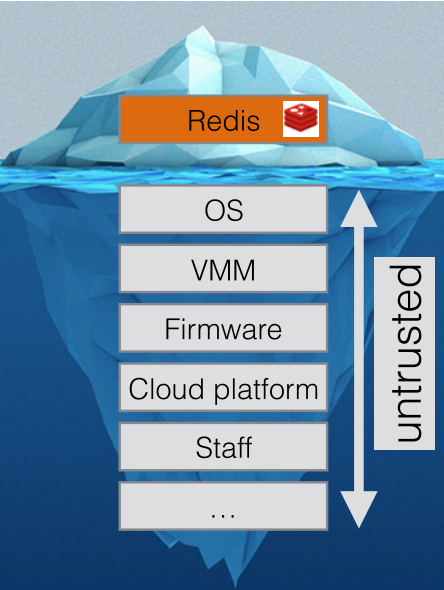 Redis
OS
VMM
Firmware
Cloud platform
Staff
...
untrusted